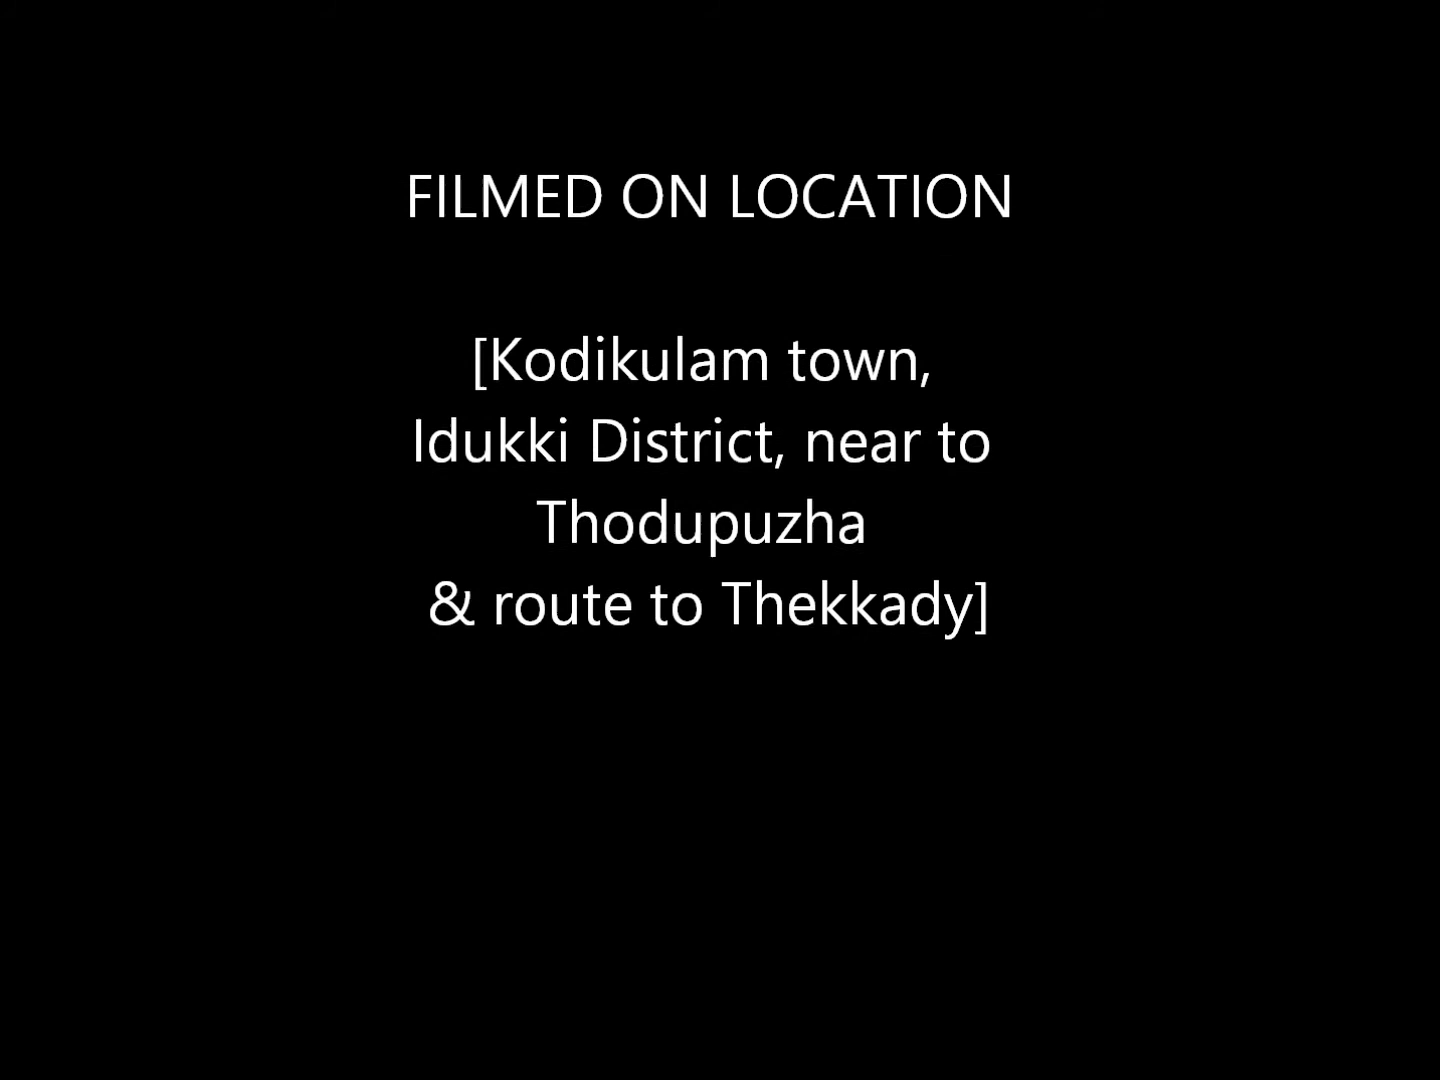 FILMED ON LOCATION
[Kodikulam town,
Idukki District, near to
Thodupuzha
& route to Thekkady]